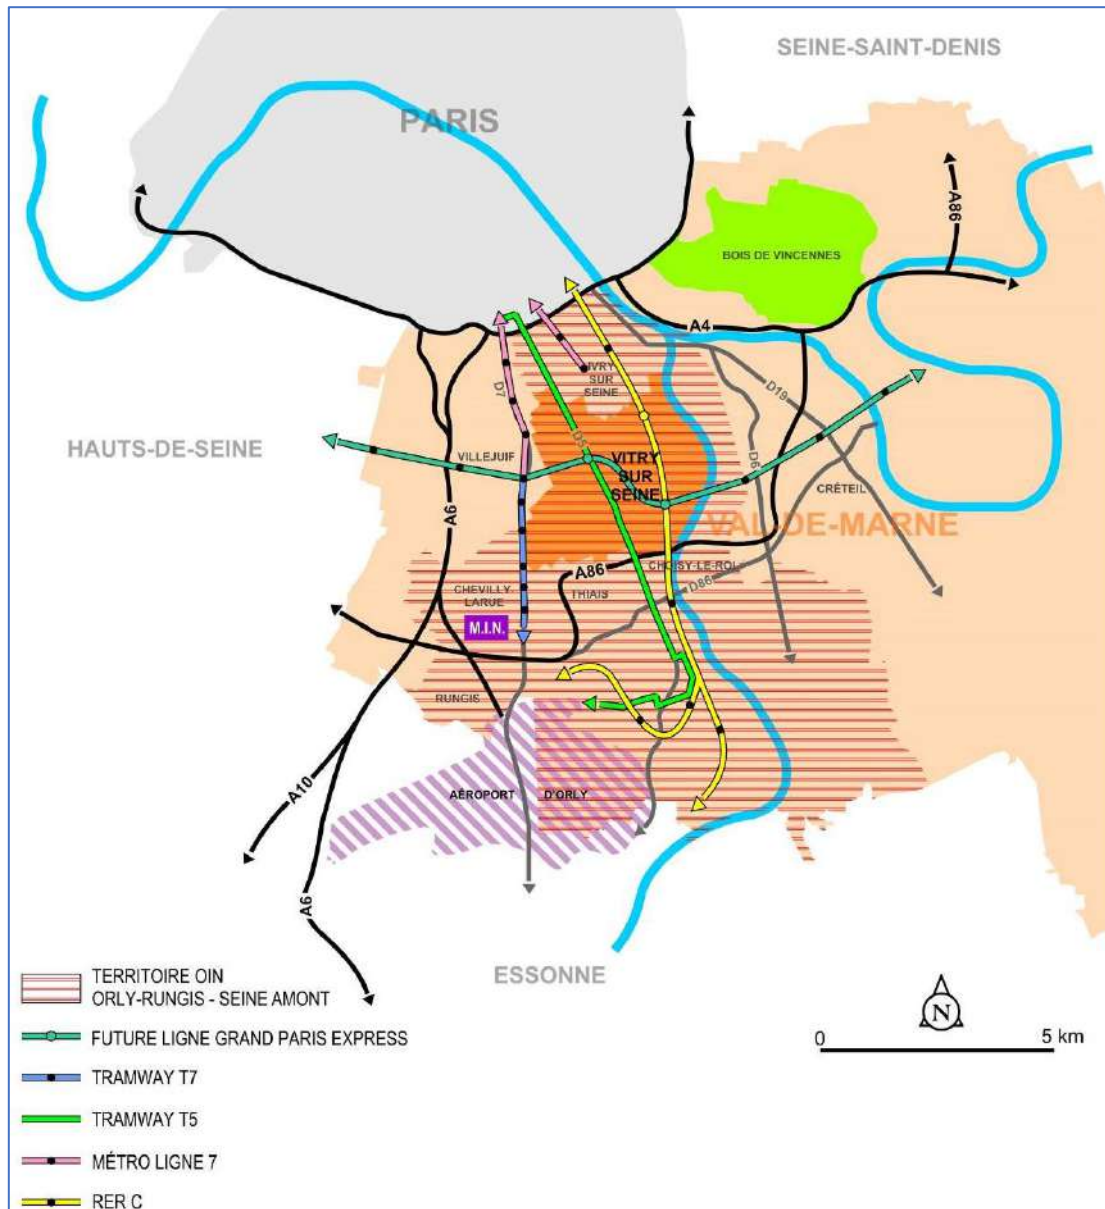 SEINE-SAINT-DENIS
PARIS
A86
BOIS DE VINCENNES
A4
IVRY
SUR
SEINE
D7
D19
HAUTS-DE-SEINE
VILLEJUIF
D5
VITRY
SUR
SEINE
D6
CRÉTEIL
A6
VAL-DE-MARNE
A86
CHOISY-LE-ROI
D86
CHEVILLY-
LARUE
THIAIS
M.I.N.
RUNGIS
A10
AÉROPORT D'ORLY
A6
ESSONNE
TERRITOIRE OIN
ORLY-RUNGIS - SEINE AMONT
N
FUTURE LIGNE GRAND PARIS EXPRESS
0 5 km
TRAMWAY T7
TRAMWAY T5
MÉTRO LIGNE 7
RER C